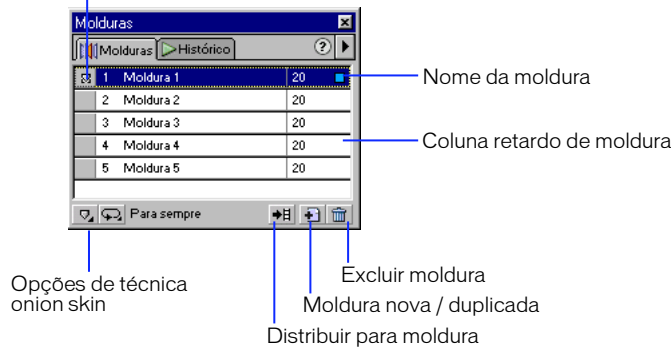 Molduras
Molduras Histórico ?
1 Moldura 1 20
Nome da moldura
2 Moldura 2 20
3 Moldura 3 20
4 Moldura 4 20
Coluna retardo de moldura
5 Moldura 5 20
Para sempre
Opções de técnica
onion skin
Excluir moldura
Moldura nova / duplicada
Distribuir para moldura